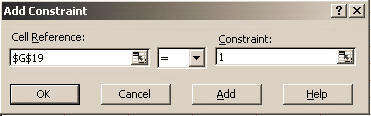 Add Constraint
Cell Reference: Constraint:
$G$19 = 1
OK Cancel Add Help